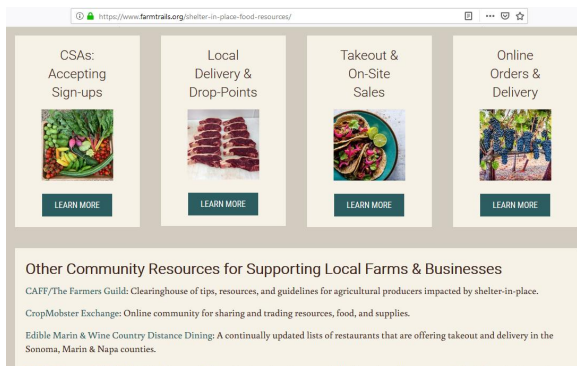 https://www.farmtrails.org/shelter-in-place-food-resources/
CSAs:
Accepting
Sign-ups
LEARN MORE
Local
Delivery &
Drop-Points
LEARN MORE
Takeout &
On-Site
Sales
LEARN MORE
Online
Orders &
Delivery
LEARN MORE
Other Community Resources for Supporting Local Farms & Businesses
CAFF/The Farmers Guild: Clearinghouse of tips, resources, and guidelines for agricultural producers impacted by shelter-in-place.
CropMobster Exchange: Online community for sharing and trading resources, food, and supplies.
Edible Marin & Wine Country Distance Dining: A continually updated lists of restaurants that are offering takeout and delivery in the
Sonoma, Marin & Napa counties.